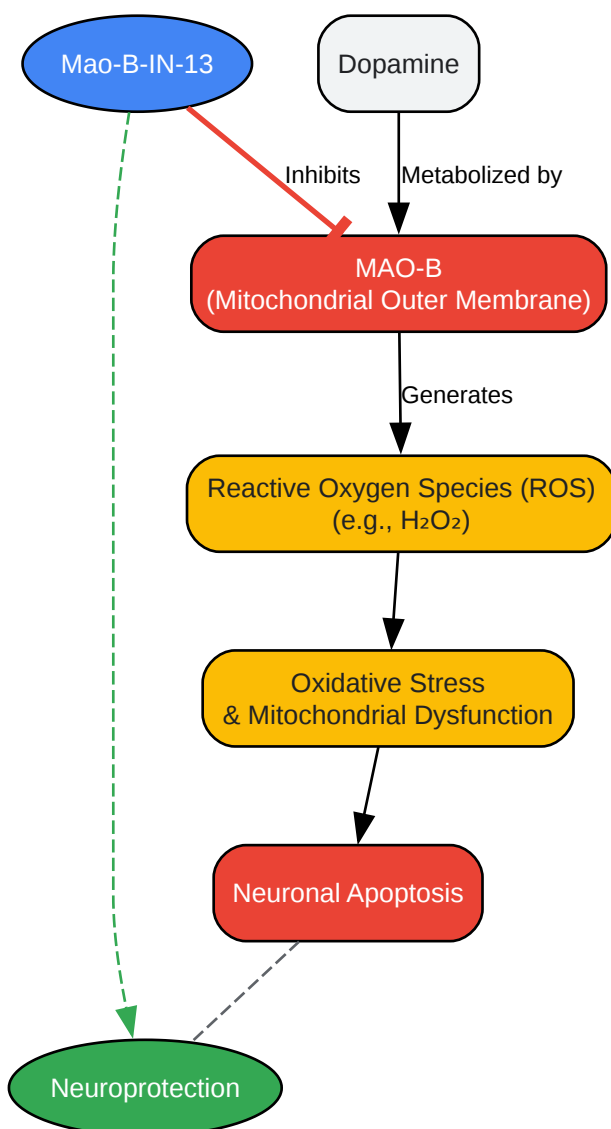 Mao-B-IN-13
Dopamine
Inhibits
Metabolized by
MAO-B
(Mitochondrial Outer Membrane)
Generates
Reactive Oxygen Species (ROS)
(e.g., H₂O₂)
Oxidative Stress
& Mitochondrial Dysfunction
Neuronal Apoptosis
Neuroprotection